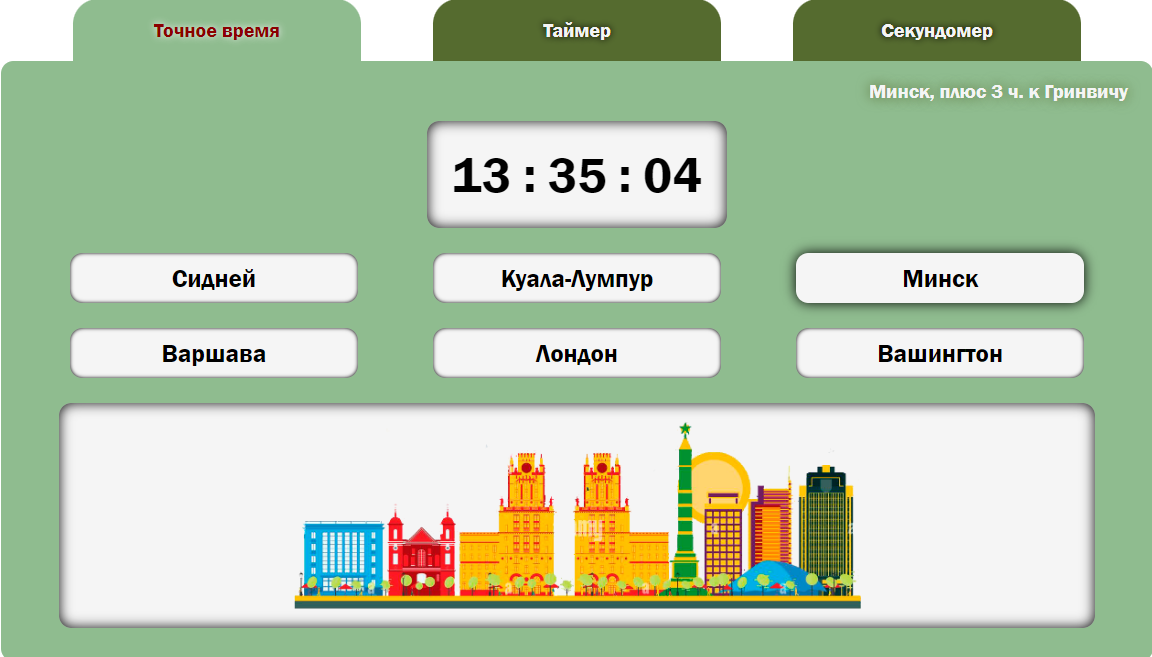 Точное время
Таймер
Секундомер
Минск, плюс 3 ч. к Гринвичу
13 : 35 : 04
Сидней
Куала-Лумпур
Минск
Варшава
Лондон
Вашингтон